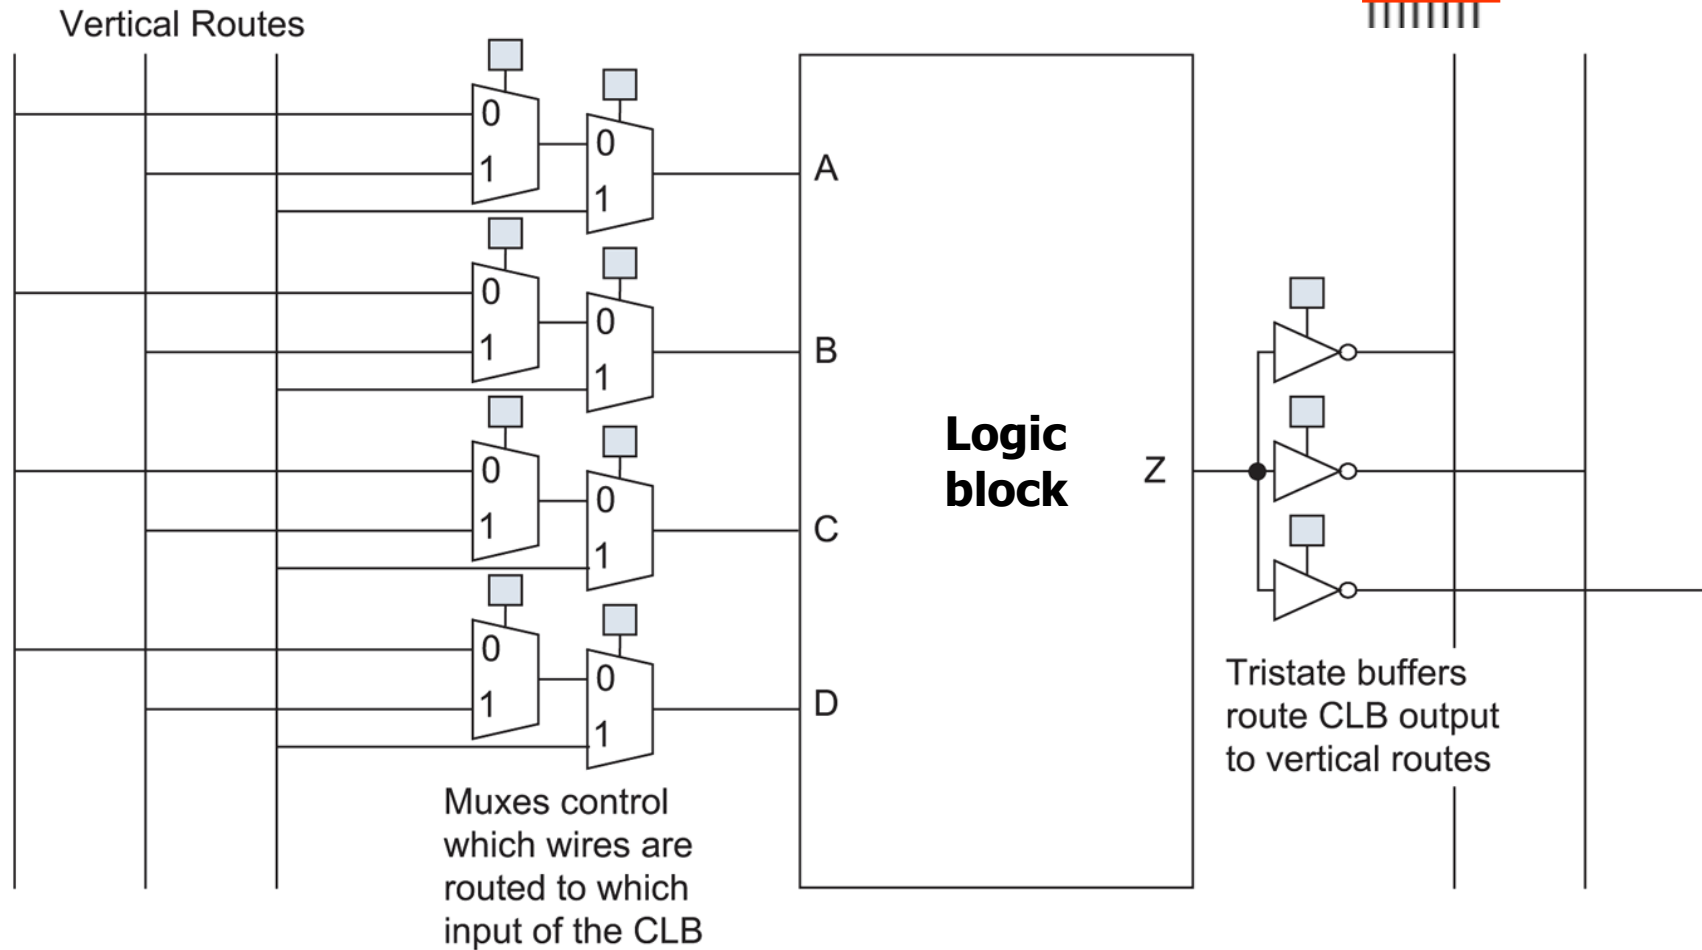 Vertical Routes
0
1
0
1
A
0
1
0
1
B
0
1
0
1
C
0
1
0
1
D
Logic
block
Z
Tristate buffers
route CLB output
to vertical routes
Muxes control
which wires are
routed to which
input of the CLB